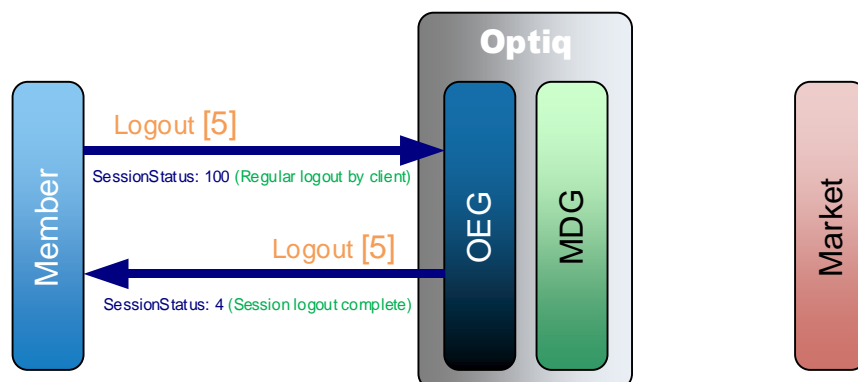 Optiq
Member
Logout [5]
SessionStatus: 100 (Regular logout by client)
Logout [5]
SessionStatus: 4 (Session logout complete)
OEG
MDG
Market